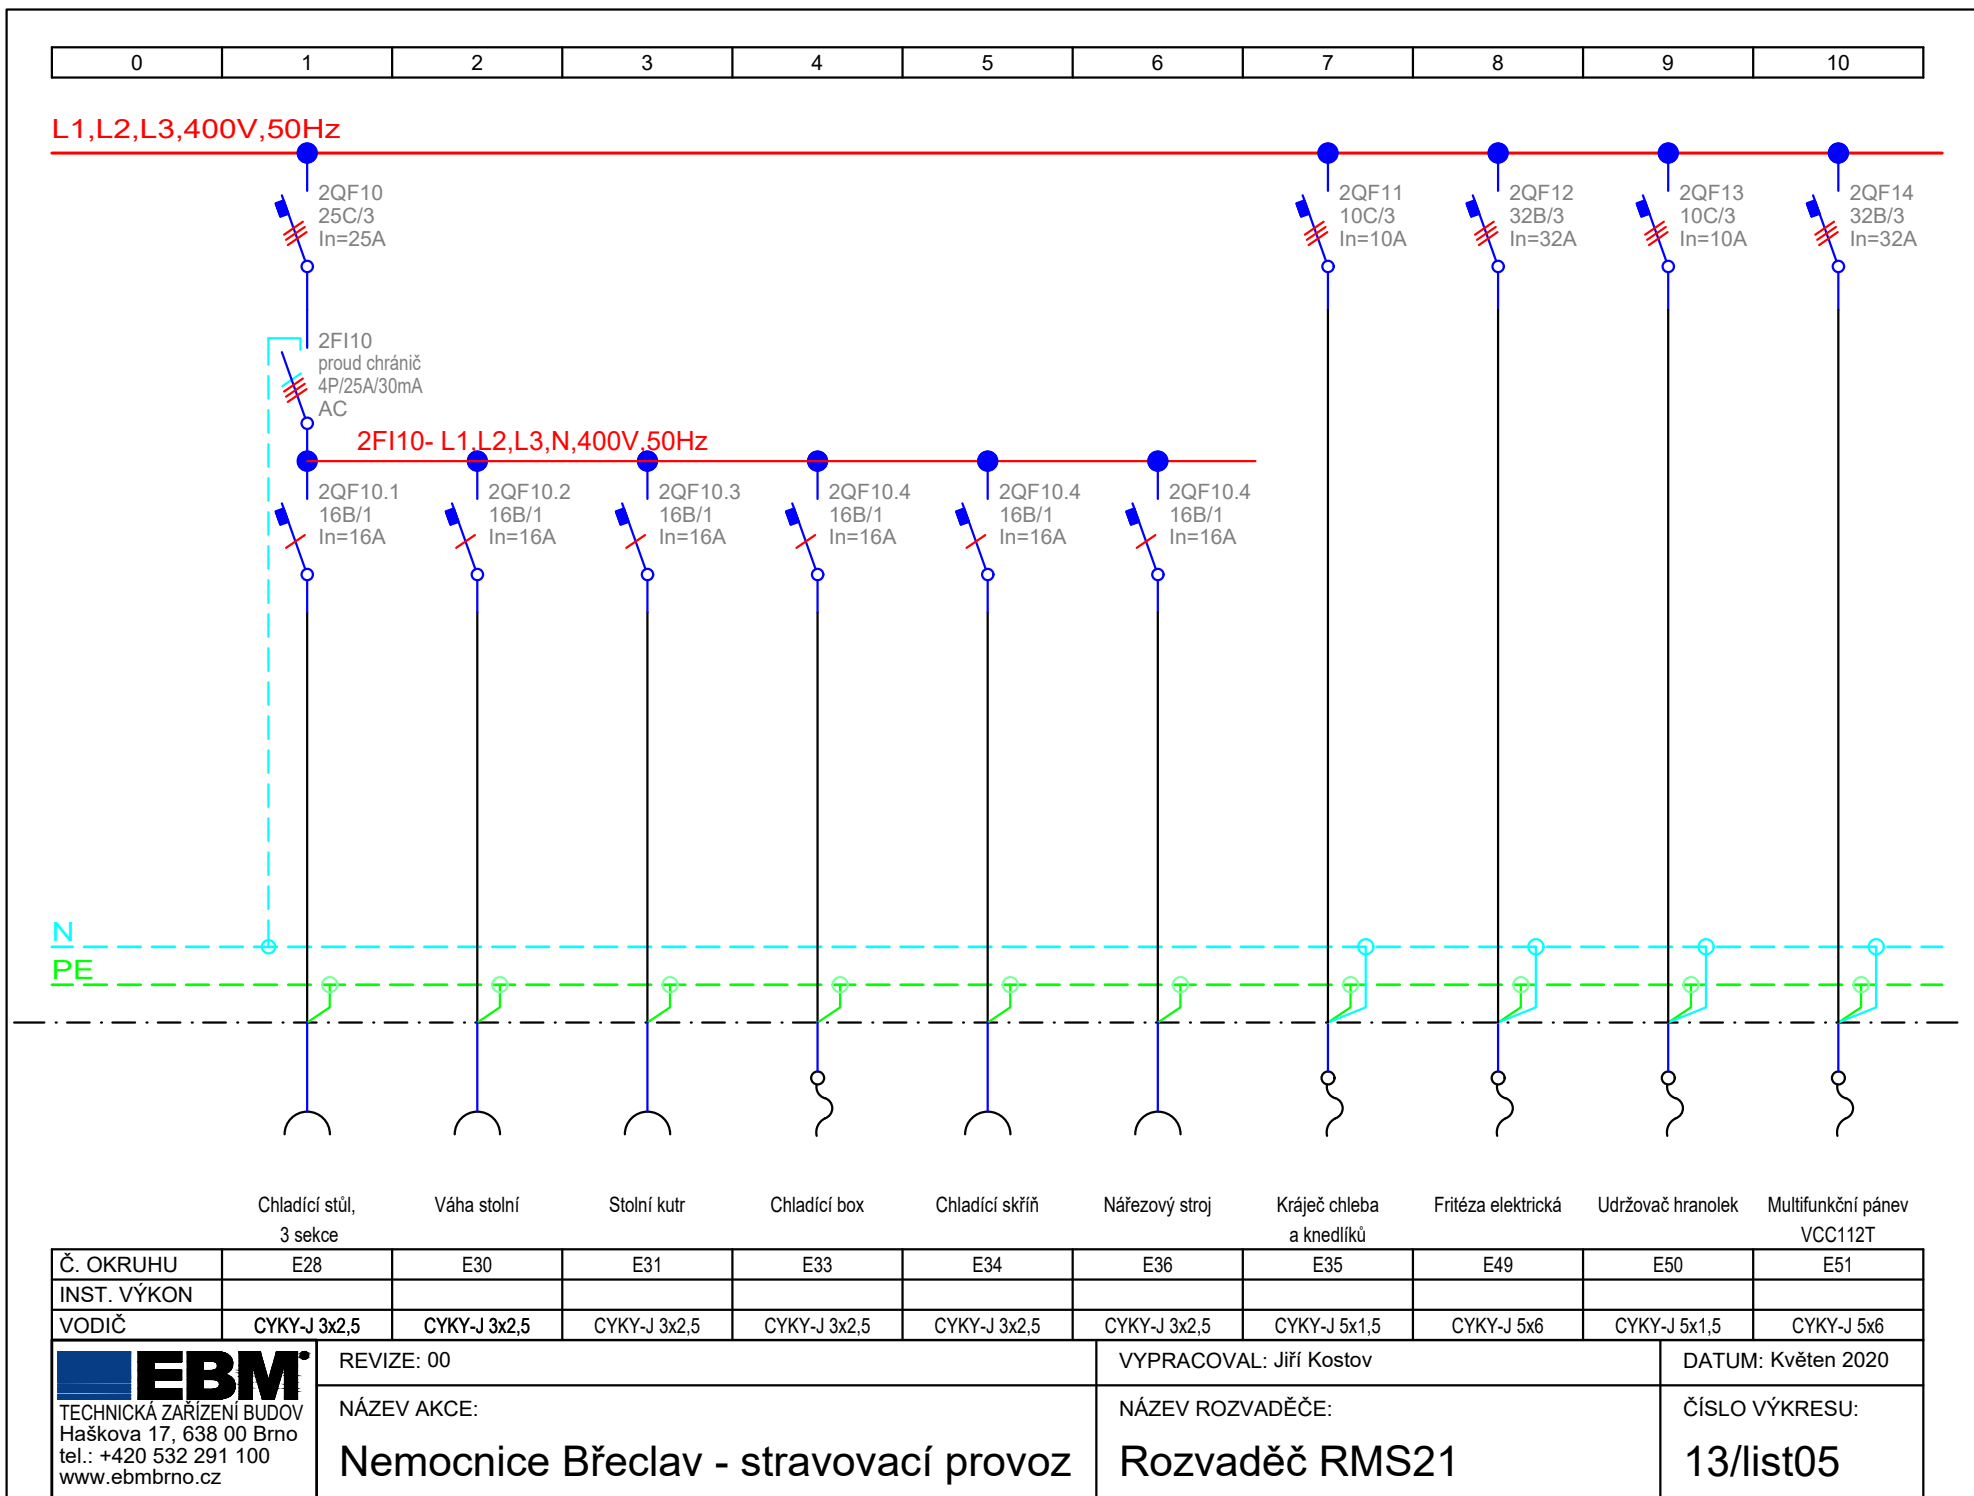 0 1 2 3 4 5 6 7 8 9 10
L1,L2,L3,400V,50Hz
2QF10
25C/3
In=25A
2QF11
10C/3
In=10A
2QF12
32B/3
In=32A
2QF13
10C/3
In=10A
2QF14
32B/3
In=32A
2FI10
proud chránič
4P/25A/30mA
AC
2FI10- L1,L2,L3,N,400V,50Hz
2QF10.1
16B/1
In=16A
2QF10.2
16B/1
In=16A
2QF10.3
16B/1
In=16A
2QF10.4
16B/1
In=16A
2QF10.4
16B/1
In=16A
2QF10.4
16B/1
In=16A
N
PE
Chladící stůl,
3 sekce
Váha stolní
Stolní kutr
Chladící box
Chladící skříň
Nářezový stroj
Kráječ chleba
a knedlíků
Fritéza elektrická
Udržovač hranolek
Multifunkční pánev
VCC112T
Č. OKRUHU E28 E30 E31 E33 E34 E36 E35 E49 E50 E51
INST. VÝKON
VODIČ CYKY-J 3x2,5 CYKY-J 3x2,5 CYKY-J 3x2,5 CYKY-J 3x2,5 CYKY-J 3x2,5 CYKY-J 3x2,5 CYKY-J 5x1,5 CYKY-J 5x6 CYKY-J 5x1,5 CYKY-J 5x6
EBM
TECHNICKÁ ZAŘÍZENÍ BUDOV
Haškova 17, 638 00 Brno
tel.: +420 532 291 100
www.ebmbrno.cz
REVIZE: 00
VYPRACOVAL: Jiří Kostov
DATUM: Květen 2020
NÁZEV AKCE:
Nemocnice Břeclav - stravovací provoz
NÁZEV ROZVADĚČE:
Rozvaděč RMS21
ČÍSLO VÝKRESU:
13/list05